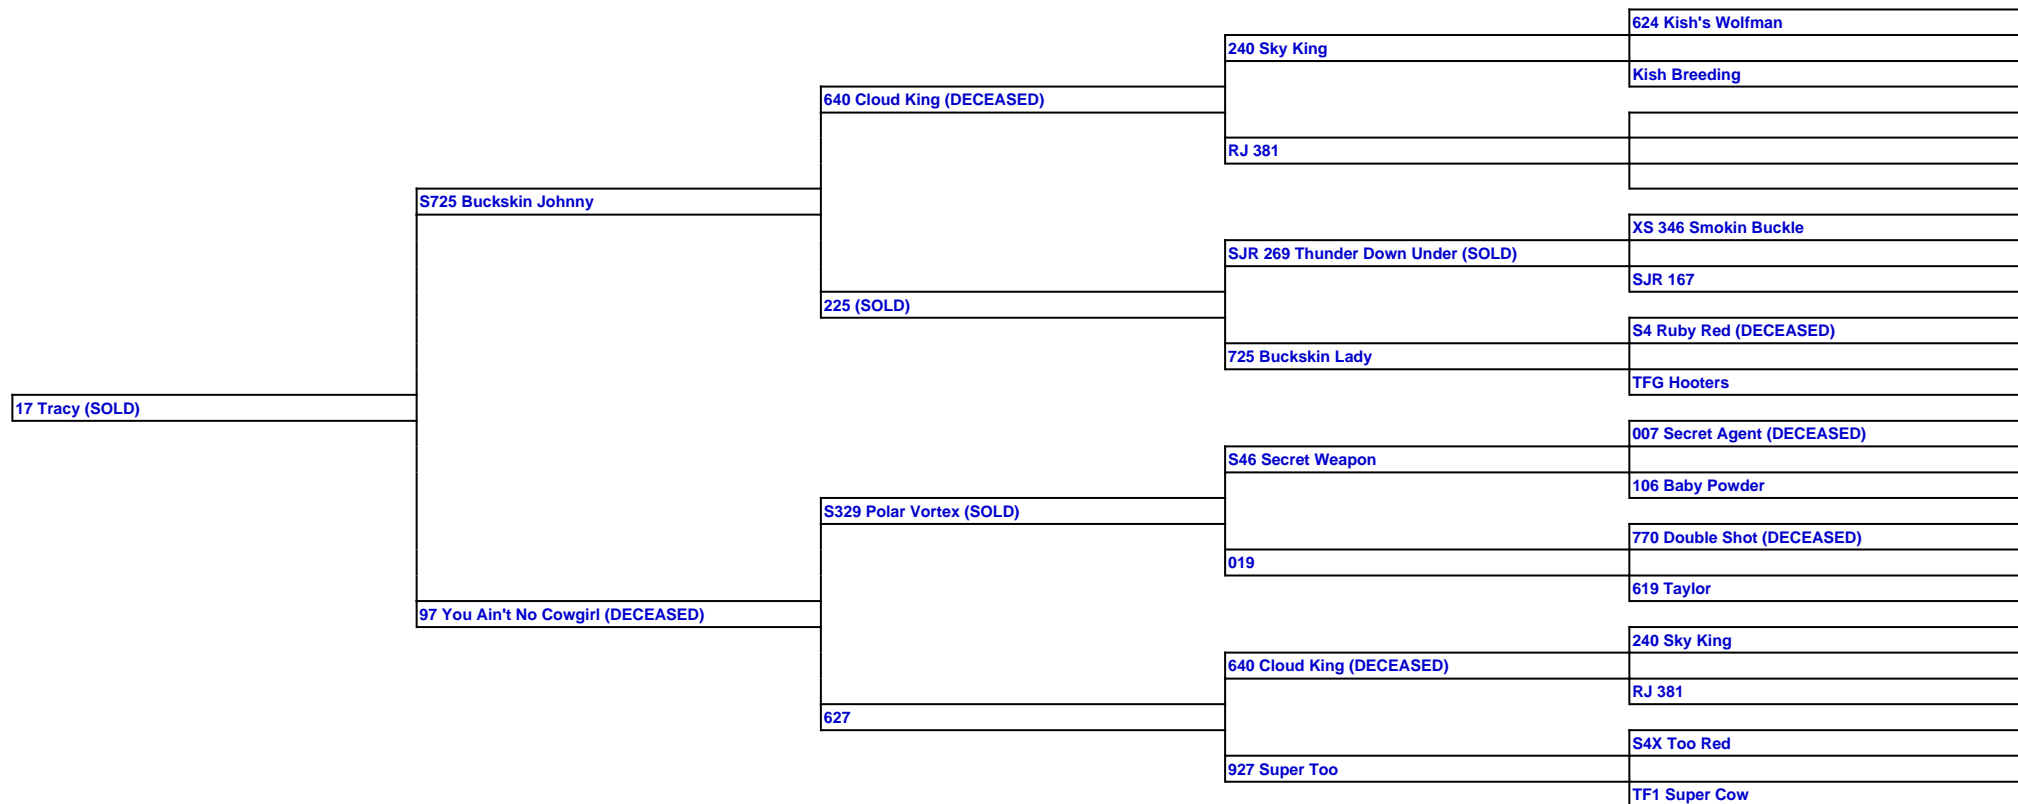 624 Kish's Wolfman
240 Sky King
Kish Breeding
640 Cloud King (DECEASED)
RJ 381
S725 Buckskin Johnny
XS 346 Smokin Buckle
SJR 269 Thunder Down Under (SOLD)
SJR 167
225 (SOLD)
S4 Ruby Red (DECEASED)
725 Buckskin Lady
TFG Hooters
17 Tracy (SOLD)
007 Secret Agent (DECEASED)
S46 Secret Weapon
106 Baby Powder
S329 Polar Vortex (SOLD)
770 Double Shot (DECEASED)
019
619 Taylor
97 You Ain't No Cowgirl (DECEASED)
240 Sky King
640 Cloud King (DECEASED)
RJ 381
627
S4X Too Red
927 Super Too
TF1 Super Cow